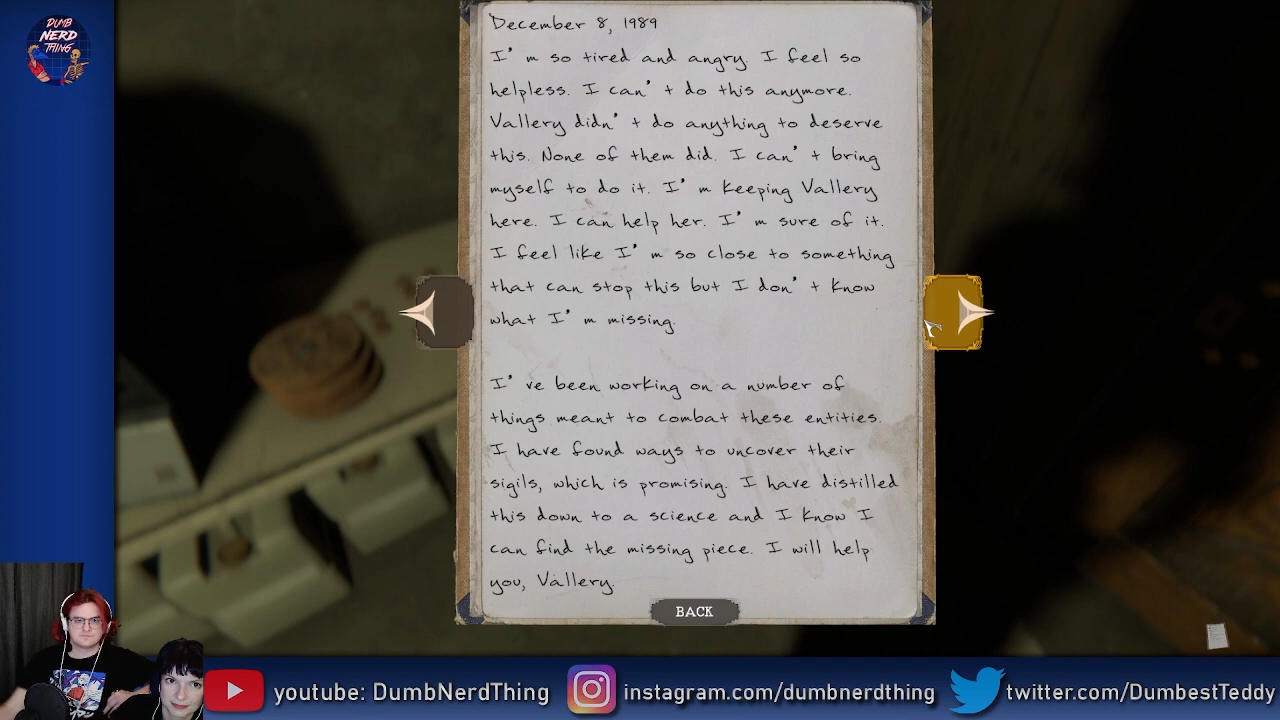 DUMB
NERD
THING
December 8, 1989
I'm so tired and angry I feel so
helpless. I can't do this anymore.
Vallery didn't do anything to deserve
this. None of them did. I can't bring
myself to do it. I'm keeping Vallery
here. I can help her. I'm sure of it.
I feel like I'm so close to something
that can stop this but I don't know
what I'm missing.
I've been working on a number of
things meant to combat these entities.
I have found ways to uncover their
sigils, which is promising. I have distilled
this down to a science and I know I
can find the missing piece. I will help
you, Vallery.
BACK
youtube: DumbNerdThing
instagram.com/dumbnerdthing
twitter.com/DumbestTeddy